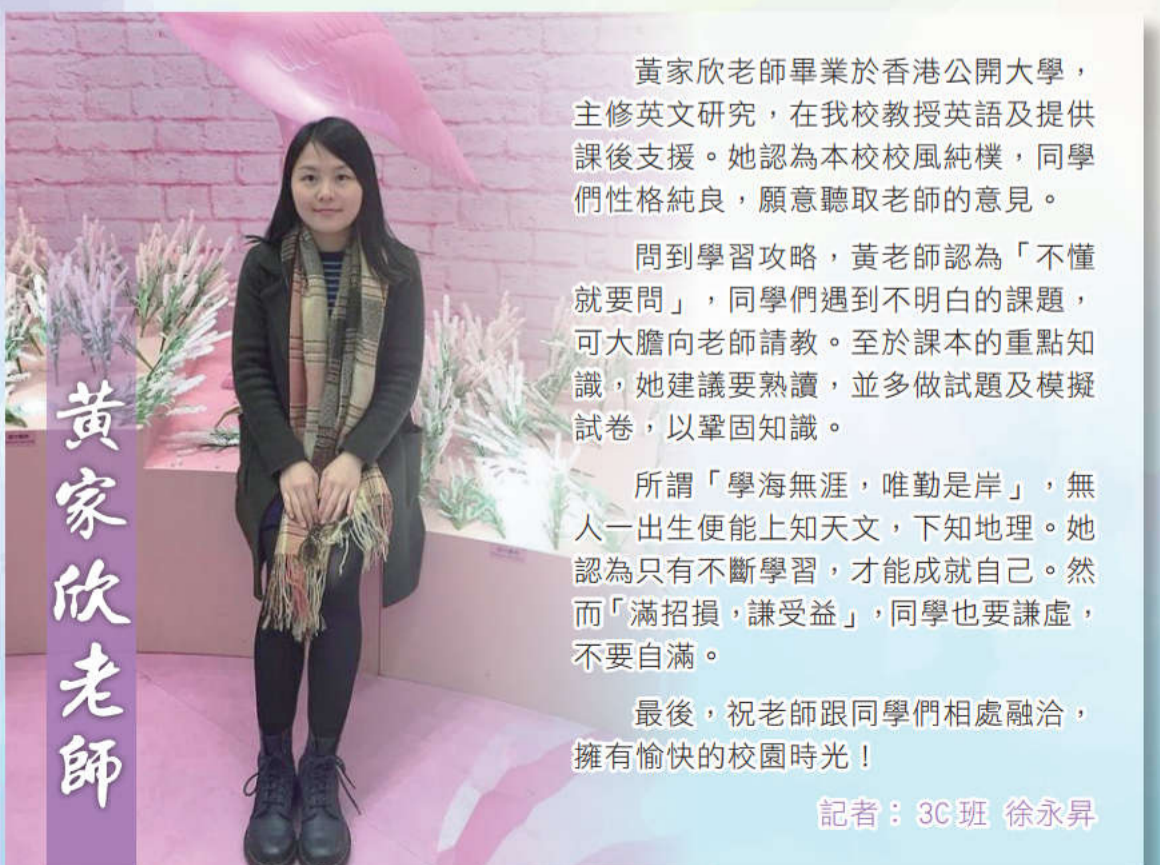 黃家欣老師
黃家欣老師畢業於香港公開大學，
主修英文研究，在我校教授英語及提供
課後支援。她認為本校校風純樸，同學
們性格純良，願意聽取老師的意見。
問到學習攻略，黃老師認為「不懂
就要問」，同學們遇到不明白的課題，
可大膽向老師請教。至於課本的重點知
識，她建議要熟讀，並多做試題及模擬
試卷，以鞏固知識。
所謂「學海無涯，唯勤是岸」，無
人一出生便能上知天文，下知地理。她
認為只有不斷學習，才能成就自己。然
而「滿招損，謙受益」，同學也要謙虛，
不要自滿。
最後，祝老師跟同學們相處融洽，
擁有愉快的校園時光！
記者： 3C 班 徐永昇